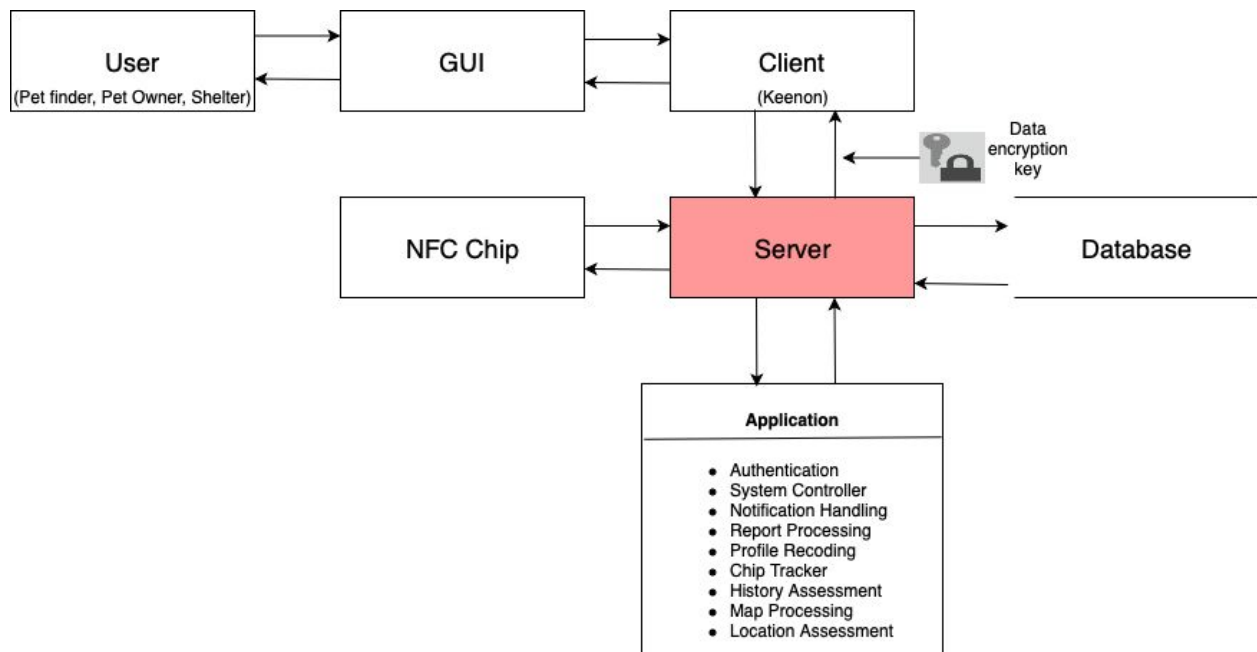 User
(Pet finder, Pet Owner, Shelter)
GUI
Client
(Keenon)
Data
encryption
key
NFC Chip
Server
Database
Application
• Authentication
• System Controller
• Notification Handling
• Report Processing
• Profile Recoding
• Chip Tracker
• History Assessment
• Map Processing
• Location Assessment